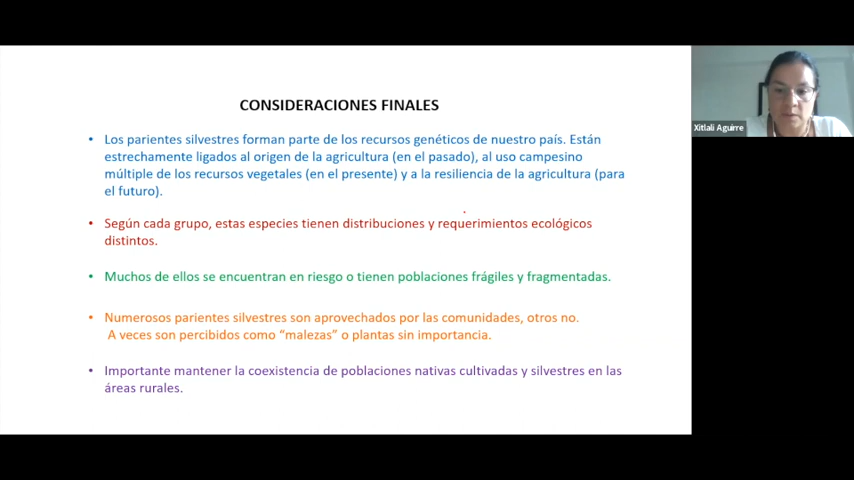 CONSIDERACIONES FINALES
• Los parientes silvestres forman parte de los recursos genéticos de nuestro país. Están
estrechamente ligados al origen de la agricultura (en el pasado), al uso campesino
múltiple de los recursos vegetales (en el presente) y a la resiliencia de la agricultura (para
el futuro).
• Según cada grupo, estas especies tienen distribuciones y requerimientos ecológicos
distintos.
• Muchos de ellos se encuentran en riesgo o tienen poblaciones frágiles y fragmentadas.
• Numerosos parientes silvestres son aprovechados por las comunidades, otros no.
A veces son percibidos como “malezas” o plantas sin importancia.
• Importante mantener la coexistencia de poblaciones nativas cultivadas y silvestres en las
áreas rurales.
Xitlali Aguirre